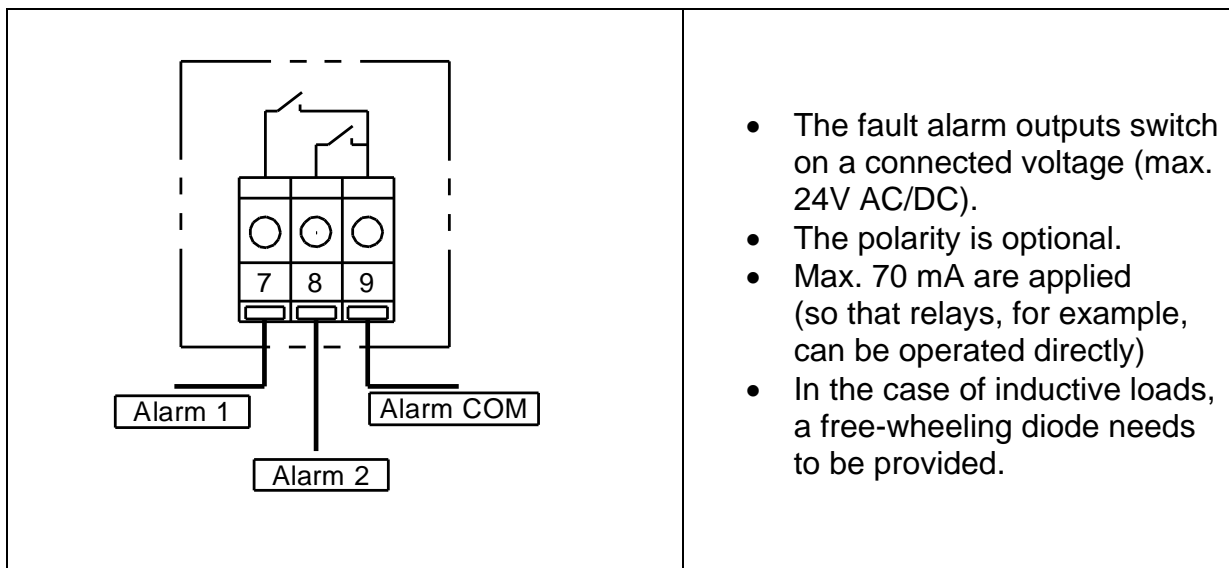 7 8 9
Alarm 1
Alarm COM
Alarm 2
• The fault alarm outputs switch
on a connected voltage (max.
24V AC/DC).
• The polarity is optional.
• Max. 70 mA are applied
(so that relays, for example,
can be operated directly)
• In the case of inductive loads,
a free-wheeling diode needs
to be provided.